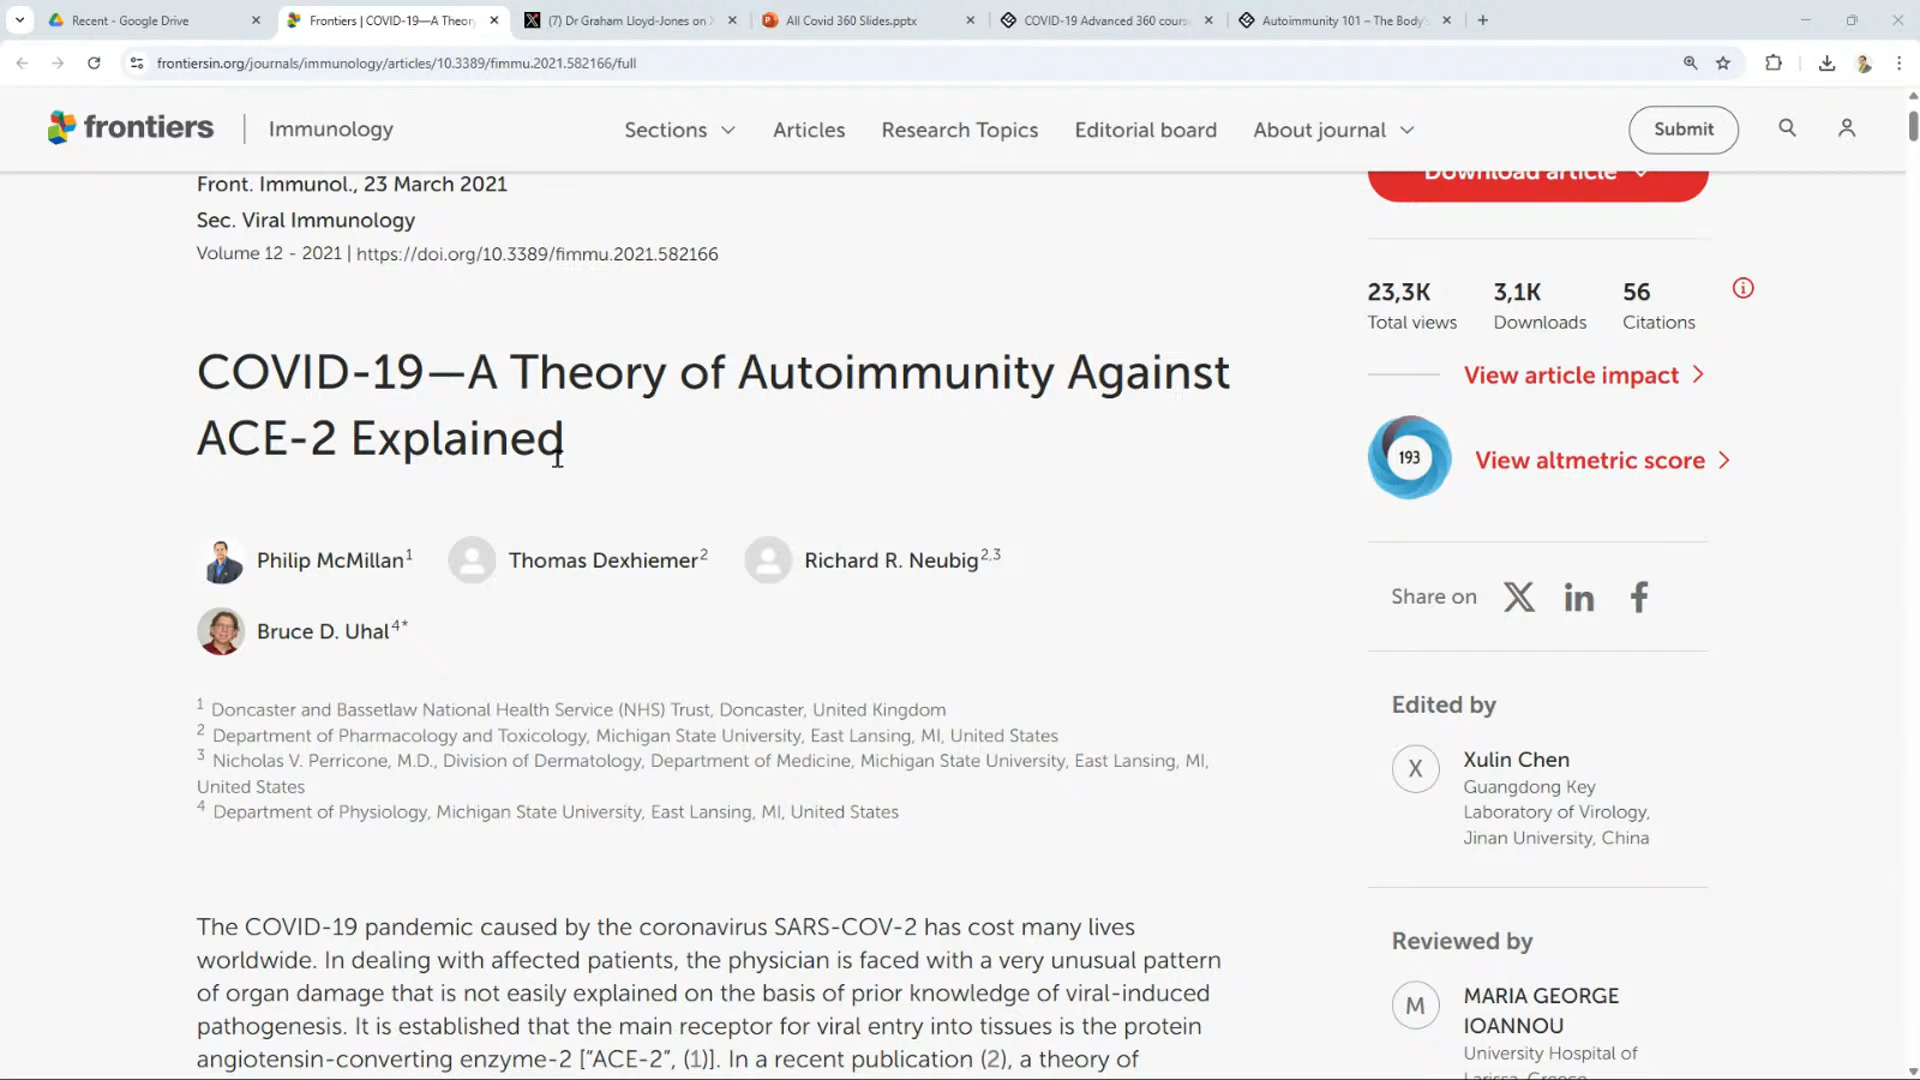 Recent - Google Drive
Frontiers | COVID-19—A Theory
(7) Dr Graham Lloyd-Jones on X
All Covid 360 Slides.pptx
COVID-19 Advanced 360 cours
Autoimmunity 101 – The Body's
frontiersin.org/journals/immunology/articles/10.3389/fimmu.2021.582166/full
frontiers
Immunology
Sections
Articles
Research Topics
Editorial board
About journal
Submit
Front. Immunol., 23 March 2021
Sec. Viral Immunology
Volume 12 - 2021 | https://doi.org/10.3389/fimmu.2021.582166
Download article
23,3K
Total views
3,1K
Downloads
56
Citations
View article impact
193
View altmetric score
COVID-19—A Theory of Autoimmunity Against
ACE-2 Explained
Philip McMillan1
Thomas Dexhiemer2
Richard R. Neubig2,3
Bruce D. Uhal4*
Share on
1 Doncaster and Bassetlaw National Health Service (NHS) Trust, Doncaster, United Kingdom
2 Department of Pharmacology and Toxicology, Michigan State University, East Lansing, MI, United States
3 Nicholas V. Perricone, M.D., Division of Dermatology, Department of Medicine, Michigan State University, East Lansing, MI,
United States
4 Department of Physiology, Michigan State University, East Lansing, MI, United States
Edited by
X
Xulin Chen
Guangdong Key
Laboratory of Virology,
Jinan University, China
The COVID-19 pandemic caused by the coronavirus SARS-COV-2 has cost many lives
worldwide. In dealing with affected patients, the physician is faced with a very unusual pattern
of organ damage that is not easily explained on the basis of prior knowledge of viral-induced
pathogenesis. It is established that the main receptor for viral entry into tissues is the protein
angiotensin-converting enzyme-2 [“ACE-2”, (1)]. In a recent publication (2), a theory of
Reviewed by
M
MARIA GEORGE
IOANNOU
University Hospital of
Larissa, Greece